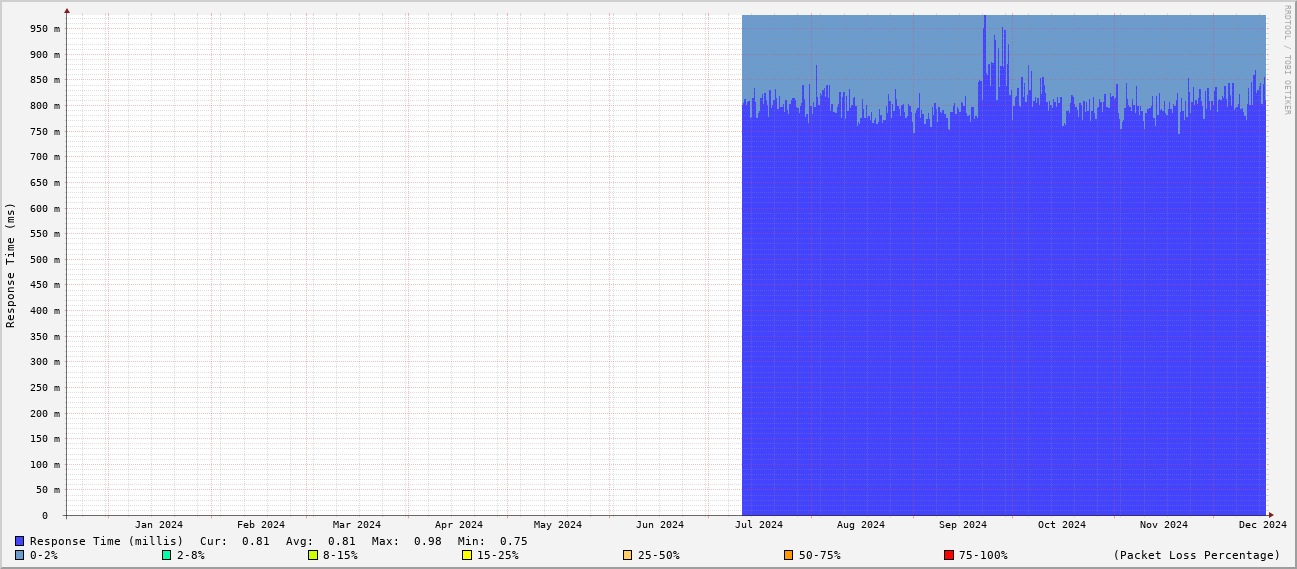 RRDTOOL / TOBI OETIKER
Response Time (ms)
950 m
900 m
850 m
800 m
750 m
700 m
650 m
600 m
550 m
500 m
450 m
400 m
350 m
300 m
250 m
200 m
150 m
100 m
50 m
0
Jan 2024 Feb 2024 Mar 2024 Apr 2024 May 2024 Jun 2024 Jul 2024 Aug 2024 Sep 2024 Oct 2024 Nov 2024 Dec 2024
Response Time (millis) Cur: 0.81 Avg: 0.81 Max: 0.98 Min: 0.75
0-2% 2-8% 8-15% 15-25% 25-50% 50-75% 75-100% (Packet Loss Percentage)